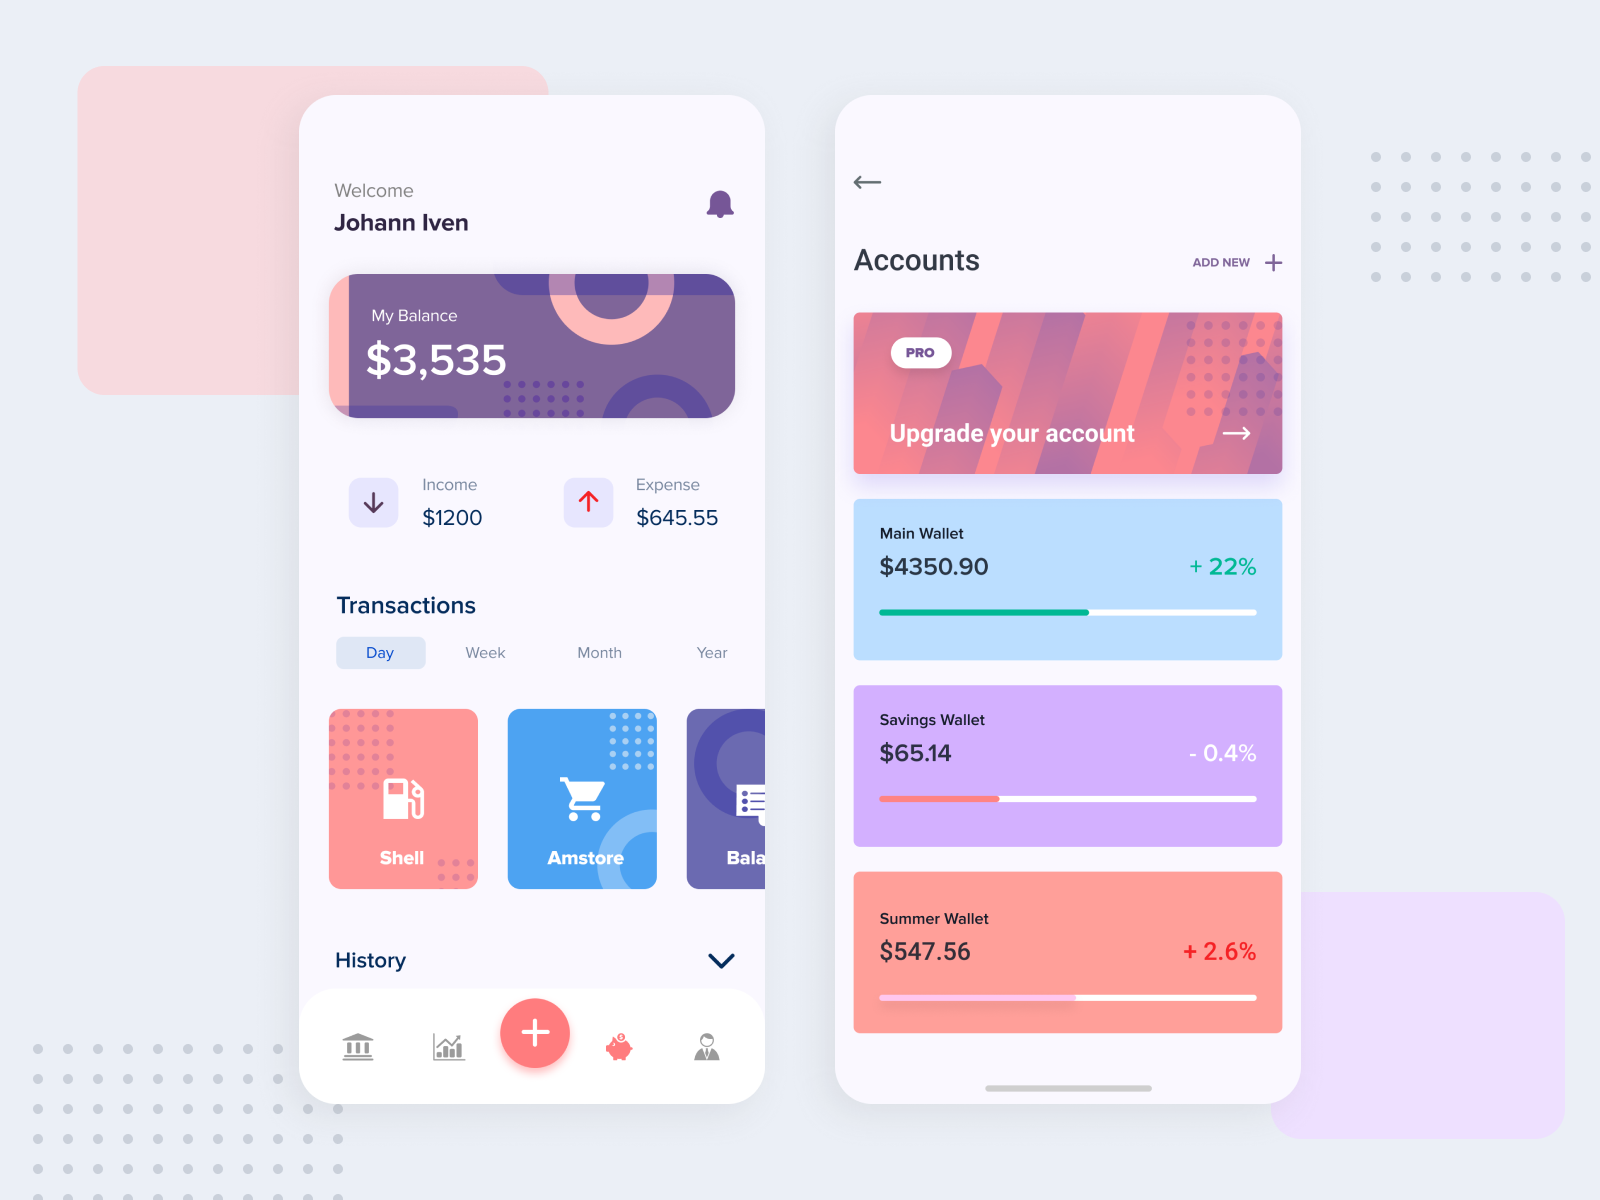 Welcome
Johann Iven
My Balance
$3,535
Income
$1200
Expense
$645.55
Transactions
Day
Week
Month
Year
Shell
Amstore
Bala
History
Accounts
ADD NEW
PRO
Upgrade your account
Main Wallet
$4350.90
+ 22%
Savings Wallet
$65.14
- 0.4%
Summer Wallet
$547.56
+ 2.6%